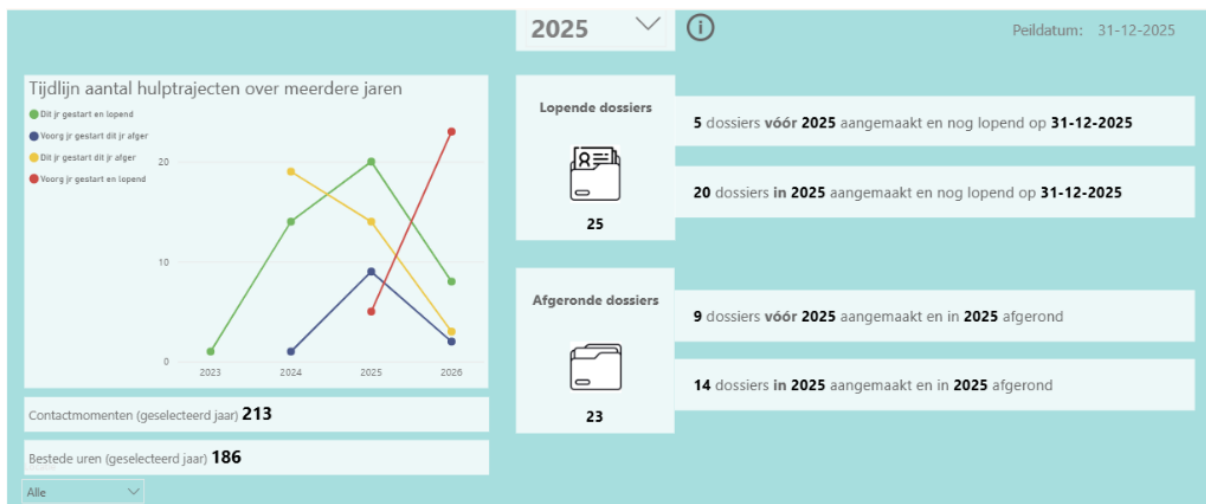 2025
Peildatum: 31-12-2025
Tijdlijn aantal hulptrajecten over meerdere jaren
Dit jr gestart en lopend
Voorg jr gestart dit jr afger
Dit jr gestart dit jr afger
Voorg jr gestart en lopend
20
10
0
2023 2024 2025 2026
Contactmomenten (geselecteerd jaar) 213
Bestede uren (geselecteerd jaar) 186
Alle
Lopende dossiers
25
5 dossiers vóór 2025 aangemaakt en nog lopend op 31-12-2025
20 dossiers in 2025 aangemaakt en nog lopend op 31-12-2025
Afgeronde dossiers
23
9 dossiers vóór 2025 aangemaakt en in 2025 afgerond
14 dossiers in 2025 aangemaakt en in 2025 afgerond